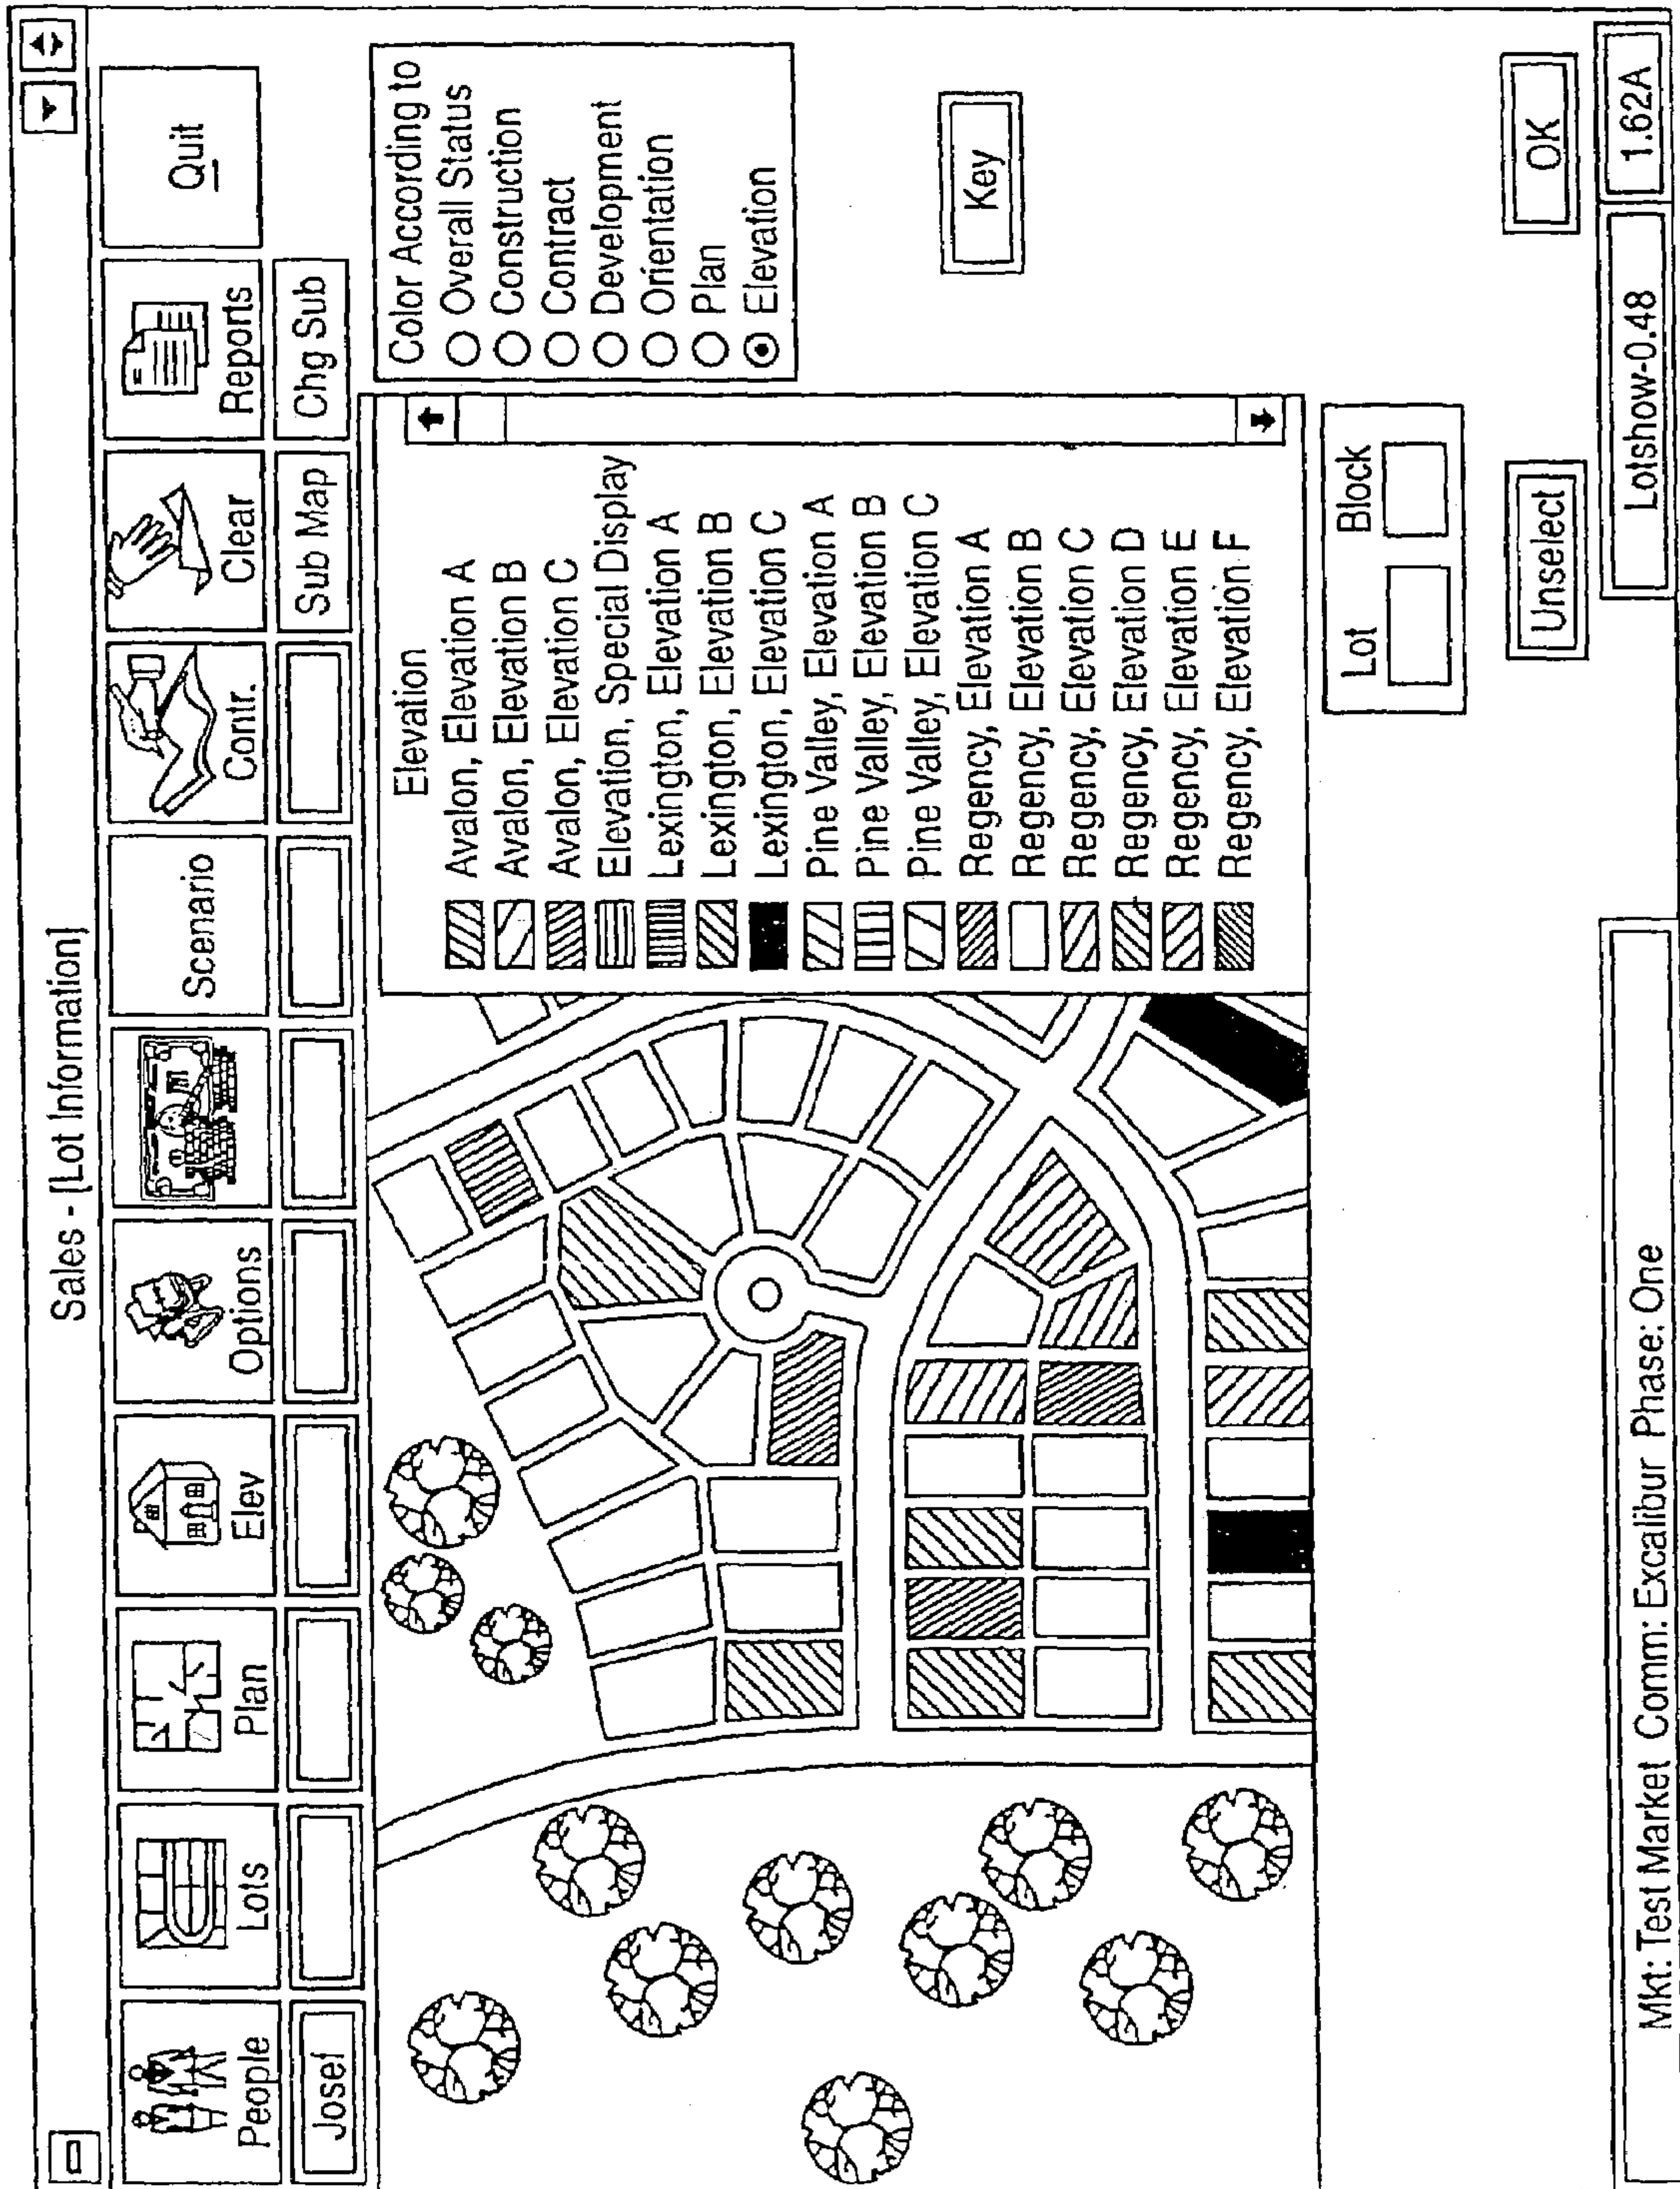 Sales - [Lot Information]
People
Lots
Plan
Elev
Options
Scenario
Contr.
Clear
Reports
Quit
Josef
Sub Map
Chg Sub
Elevation
Avalon, Elevation A
Avalon, Elevation B
Avalon, Elevation C
Elevation, Special Display
Lexington, Elevation A
Lexington, Elevation B
Lexington, Elevation C
Pine Valley, Elevation A
Pine Valley, Elevation B
Pine Valley, Elevation C
Regency, Elevation A
Regency, Elevation B
Regency, Elevation C
Regency, Elevation D
Regency, Elevation E
Regency, Elevation F
Color According to
Overall Status
Construction
Contract
Development
Orientation
Plan
Elevation
Key
Lot Block
Unselect
OK
Mkt: Test Market Comm: Excalibur Phase: One
Lotshow-0.48
1.62A